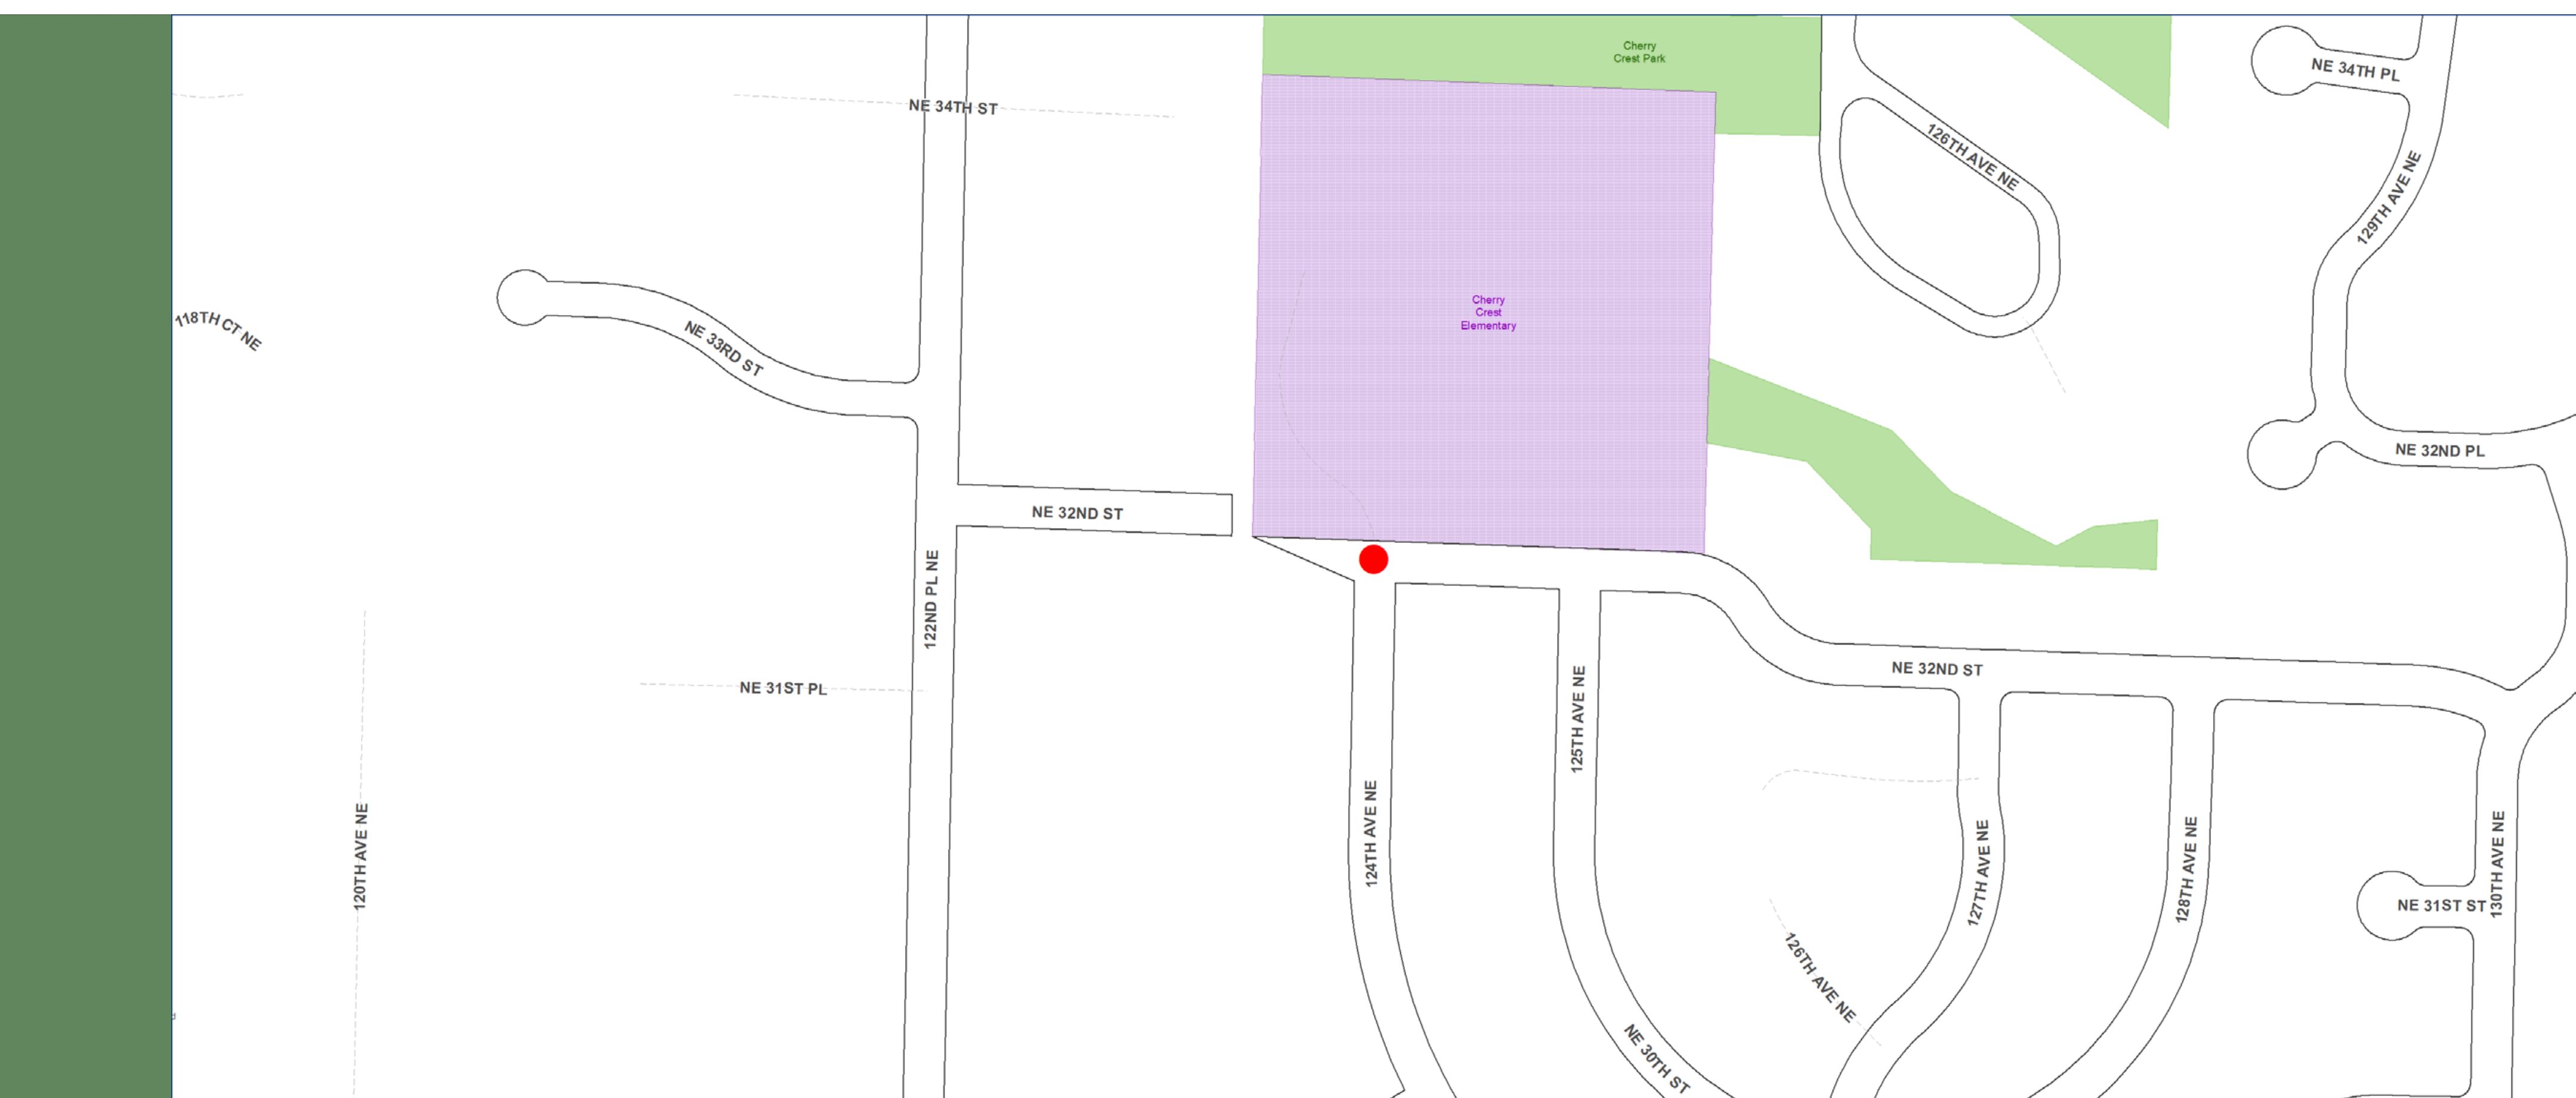 Cherry
Crest Park
NE 34TH PL
NE 34TH ST
126TH AVE NE
129TH AVE NE
118TH CT NE
NE 33RD ST
Cherry
Crest
Elementary
NE 32ND PL
NE 32ND ST
122ND PL NE
NE 32ND ST
NE 31ST PL
125TH AVE NE
120TH AVE NE
124TH AVE NE
127TH AVE NE
128TH AVE NE
130TH AVE NE
NE 31ST ST
126TH AVE NE
NE 30TH ST